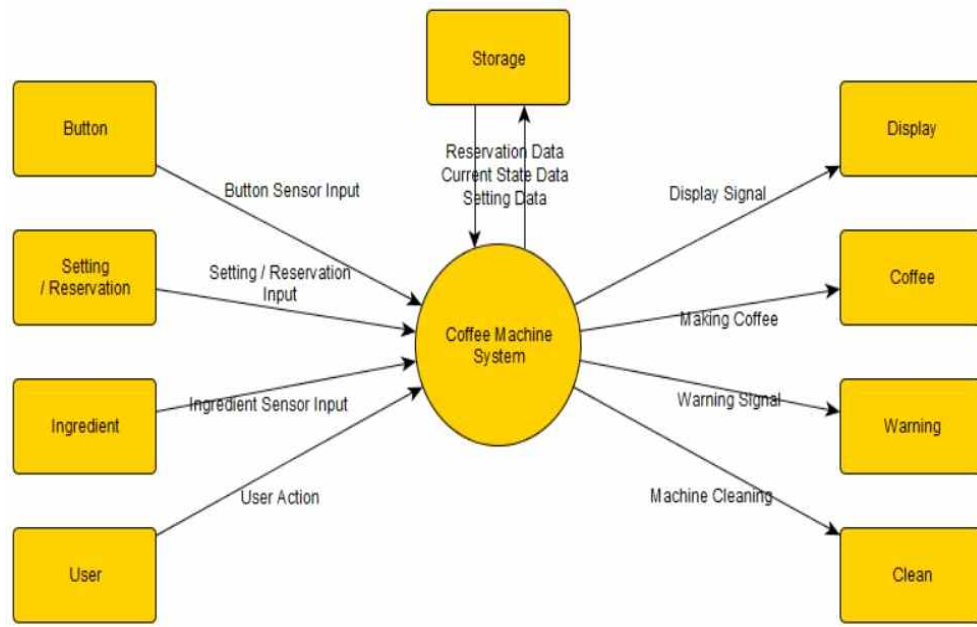 Storage
Button
Display
Reservation Data
Current State Data
Setting Data
Button Sensor Input
Display Signal
Setting
/ Reservation
Setting / Reservation
Input
Coffee
Coffee Machine
System
Making Coffee
Ingredient
Ingredient Sensor Input
Warning Signal
Warning
User Action
Machine Cleaning
User
Clean